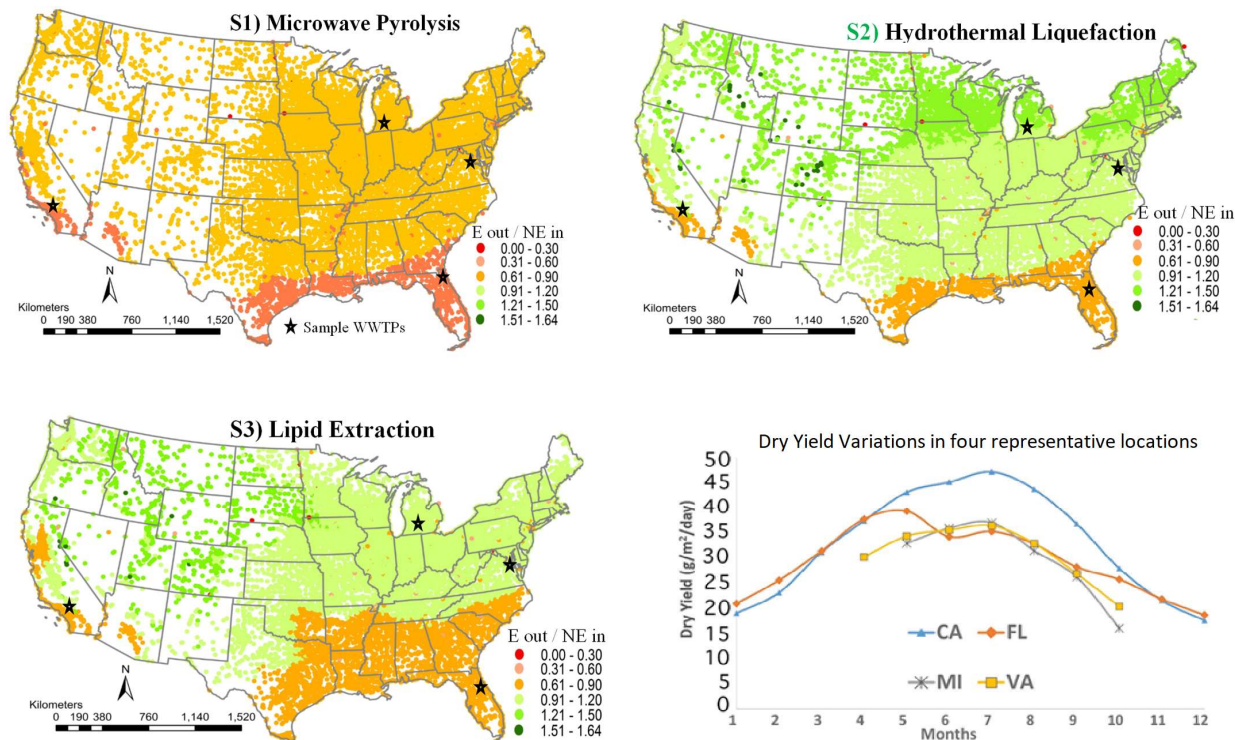 S1) Microwave Pyrolysis
E out / NE in
0.00 - 0.30
0.31 - 0.60
0.61 - 0.90
0.91 - 1.20
1.21 - 1.50
1.51 - 1.64
N
Kilometers
0 190 380 760 1,140 1,520
Sample WWTPs
S2) Hydrothermal Liquefaction
E out / NE in
0.00 - 0.30
0.31 - 0.60
0.61 - 0.90
0.91 - 1.20
1.21 - 1.50
1.51 - 1.64
N
Kilometers
0 190 380 760 1,140 1,520
S3) Lipid Extraction
E out / NE in
0.00 - 0.30
0.31 - 0.60
0.61 - 0.90
0.91 - 1.20
1.21 - 1.50
1.51 - 1.64
N
Kilometers
0 190 380 760 1,140 1,520
Dry Yield Variations in four representative locations
Dry Yield (g/m²/day)
50
45
40
35
30
25
20
15
10
5
0
CA FL
MI VA
1 2 3 4 5 6 7 8 9 10 11 12
Months